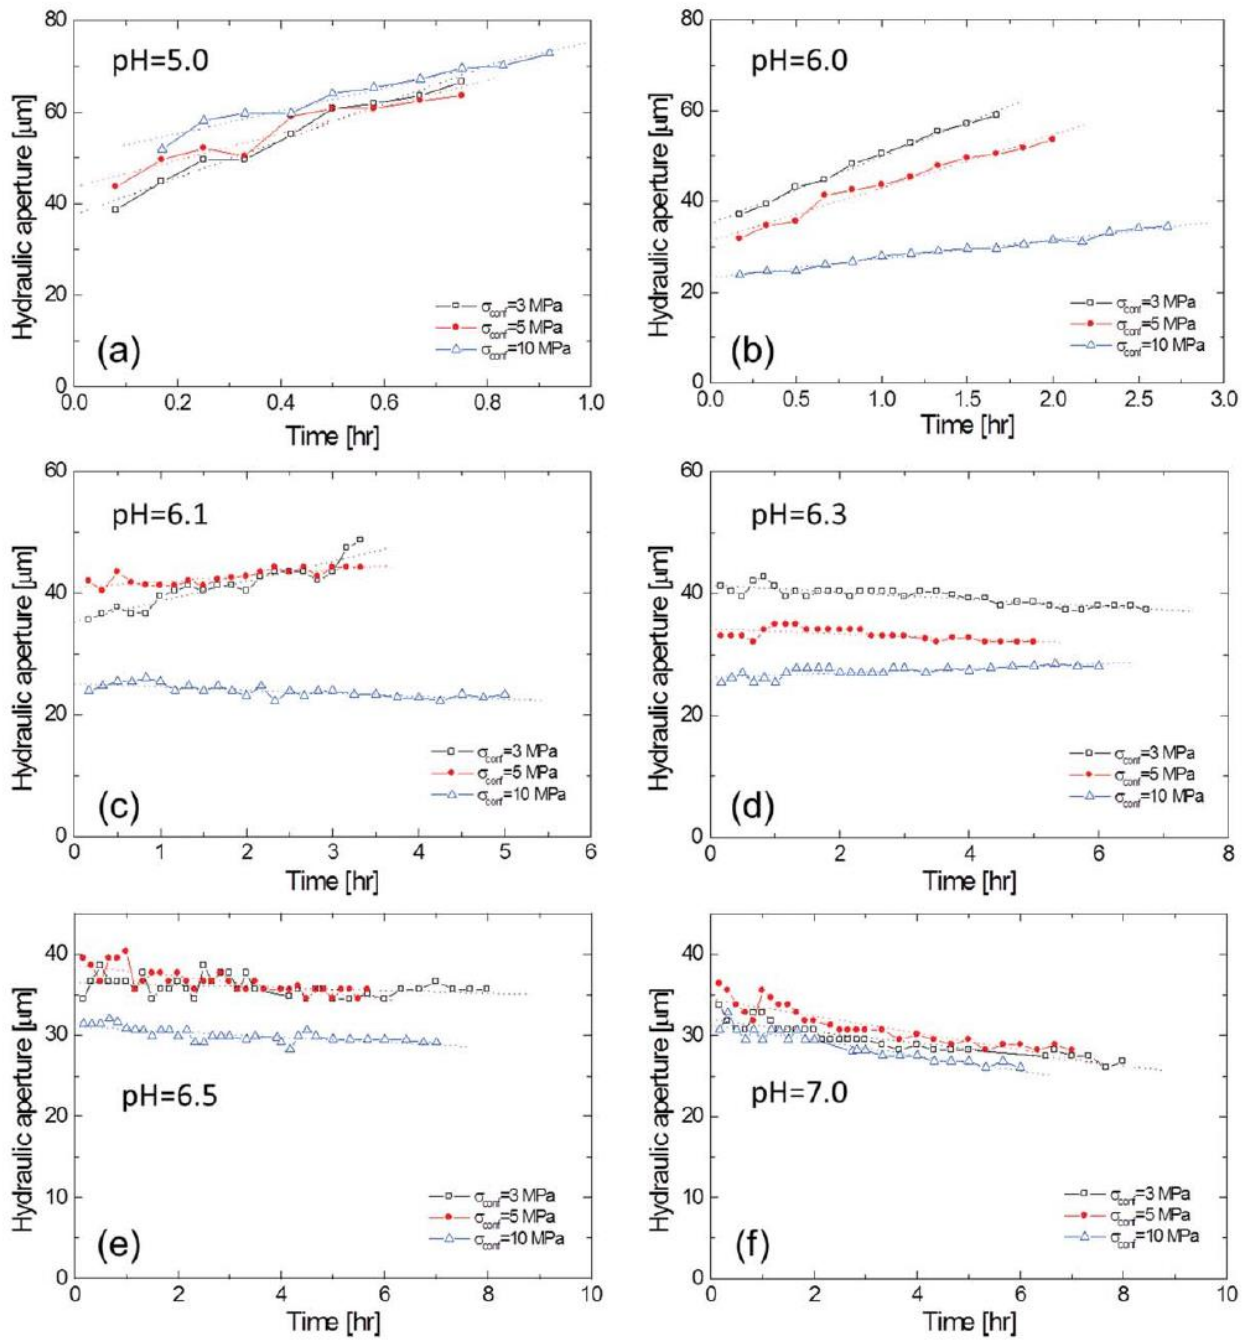 80
60
40
20
0
Hydraulic aperture [µm]
pH=5.0
σconf=3 MPa
σconf=5 MPa
σconf=10 MPa
(a)
0.0 0.2 0.4 0.6 0.8 1.0
Time [hr]
80
60
40
20
0
Hydraulic aperture [µm]
pH=6.0
σconf=3 MPa
σconf=5 MPa
σconf=10 MPa
(b)
0.0 0.5 1.0 1.5 2.0 2.5 3.0
Time [hr]
60
40
20
0
Hydraulic aperture [µm]
pH=6.1
σconf=3 MPa
σconf=5 MPa
σconf=10 MPa
(c)
0 1 2 3 4 5 6
Time [hr]
60
40
20
0
Hydraulic aperture [µm]
pH=6.3
σconf=3 MPa
σconf=5 MPa
σconf=10 MPa
(d)
0 2 4 6 8
Time [hr]
40
30
20
10
0
Hydraulic aperture [µm]
pH=6.5
σconf=3 MPa
σconf=5 MPa
σconf=10 MPa
(e)
0 2 4 6 8 10
Time [hr]
40
30
20
10
0
Hydraulic aperture [µm]
pH=7.0
σconf=3 MPa
σconf=5 MPa
σconf=10 MPa
(f)
0 2 4 6 8 10
Time [hr]